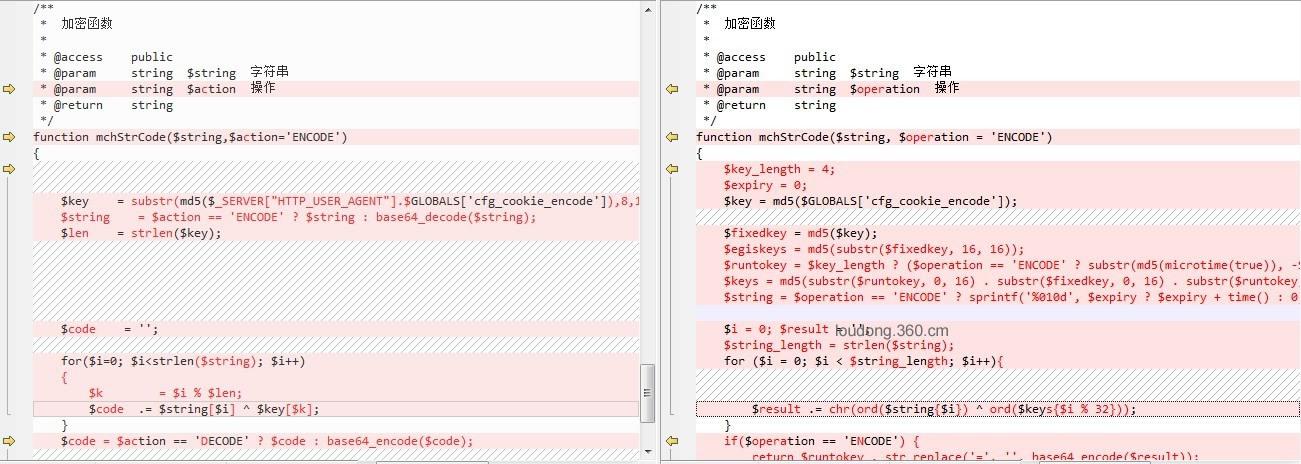 /**
 * 加密函数
 *
 * @access    public
 * @param     string  $string  字符串
 * @param     string  $action  操作
 * @return    string
 */
function mchStrCode($string,$action='ENCODE')
{
    $key    = substr(md5($_SERVER["HTTP_USER_AGENT"].$GLOBALS['cfg_cookie_encode']),8,1
    $string    = $action == 'ENCODE' ? $string : base64_decode($string);
    $len    = strlen($key);
    $code    = '';
    for($i=0; $i<strlen($string); $i++)
    {
        $k        = $i % $len;
        $code  .= $string[$i] ^ $key[$k];
    }
    $code = $action == 'DECODE' ? $code : base64_encode($code);
/**
 * 加密函数
 *
 * @access    public
 * @param     string  $string  字符串
 * @param     string  $operation  操作
 * @return    string
 */
function mchStrCode($string, $operation = 'ENCODE')
{
    $key_length = 4;
    $expiry = 0;
    $key = md5($GLOBALS['cfg_cookie_encode']);
    $fixedkey = md5($key);
    $egiskeys = md5(substr($fixedkey, 16, 16));
    $runtokey = $key_length ? ($operation == 'ENCODE' ? substr(md5(microtime(true)), -$
    $keys = md5(substr($runtokey, 0, 16) . substr($fixedkey, 0, 16) . substr($runtokey
    $string = $operation == 'ENCODE' ? sprintf('%010d', $expiry ? $expiry + time() : 0
    $i = 0; $result = '';
loudong.360.cm
    $string_length = strlen($string);
    for ($i = 0; $i < $string_length; $i++){
        $result .= chr(ord($string{$i}) ^ ord($keys{$i % 32}));
    }
    if($operation == 'ENCODE') {
        return $runtokey . str_replace('=', '', base64_encode($result));